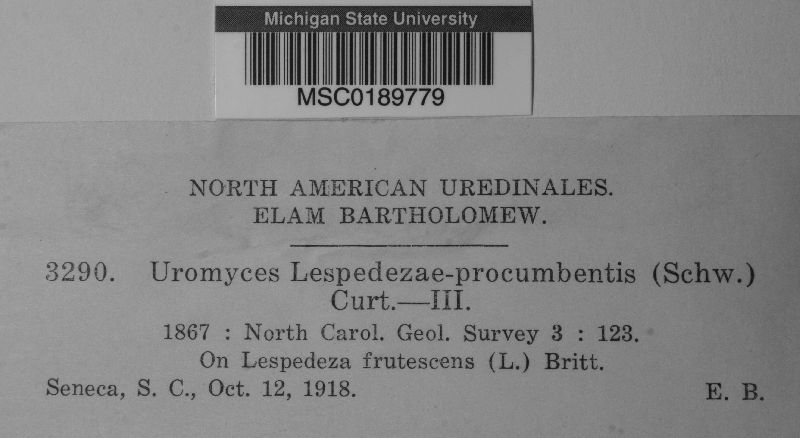 Michigan State University
MSC0189779
NORTH AMERICAN UREDINALES.
ELAM BARTHOLOMEW.
3290. Uromyces Lespedezae-procumbentis (Schw.)
Curt.—III.
1867 : North Carol. Geol. Survey 3 : 123.
On Lespedeza frutescens (L.) Britt.
Seneca, S. C., Oct. 12, 1918. E. B.